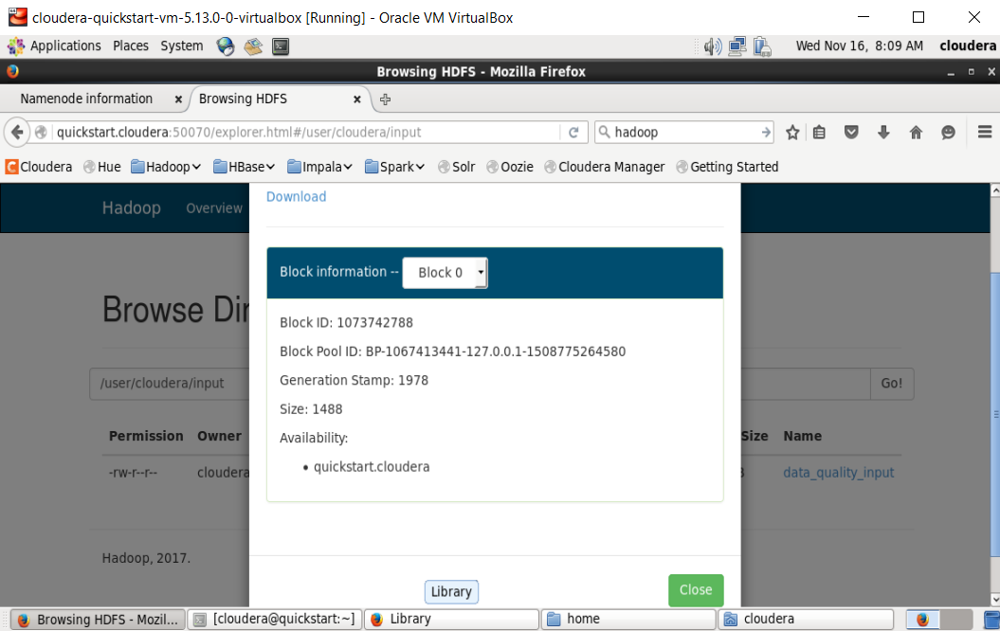 cloudera-quickstart-vm-5.13.0-0-virtualbox [Running] - Oracle VM VirtualBox
Applications Places System Wed Nov 16, 8:09 AM cloudera
Browsing HDFS - Mozilla Firefox
Namenode information Browsing HDFS
quickstart.cloudera:50070/explorer.html#/user/cloudera/input hadoop
Cloudera Hue Hadoop HBase Impala Spark Solr Oozie Cloudera Manager Getting Started
Hadoop Overview
Download
Block information -- Block 0
Block ID: 1073742788
Block Pool ID: BP-1067413441-127.0.0.1-1508775264580
Generation Stamp: 1978
Size: 1488
Availability:
• quickstart.cloudera
Browse Dir
/user/cloudera/input Go!
Permission Owner Size Name
-rw-r--r-- cloudera data_quality_input
Hadoop, 2017.
Library
Close
Browsing HDFS - Mozil... [cloudera@quickstart:~] Library home cloudera